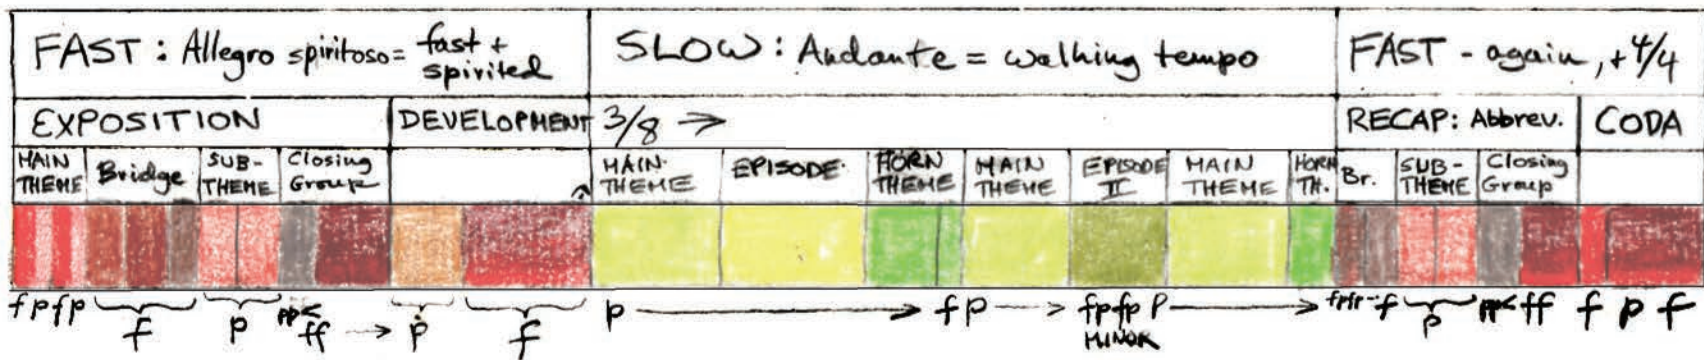 FAST: Allegro spiritoso = fast + spirited
SLOW: Andante = walking tempo
FAST - again, + 4/4
EXPOSITION
DEVELOPMENT
3/8 →
RECAP: Abbrev.
CODA
MAIN THEME
Bridge
SUB-THEME
Closing Group
MAIN THEME
EPISODE
HORN THEME
MAIN THEME
EPISODE II
MAIN THEME
HORN TH.
Br.
SUB-THEME
Closing Group
f p f p
f
p
pp<
ff →
p
f
p →
f p →
fpfp p →
MINOR
f
p
pp< ff
f p f